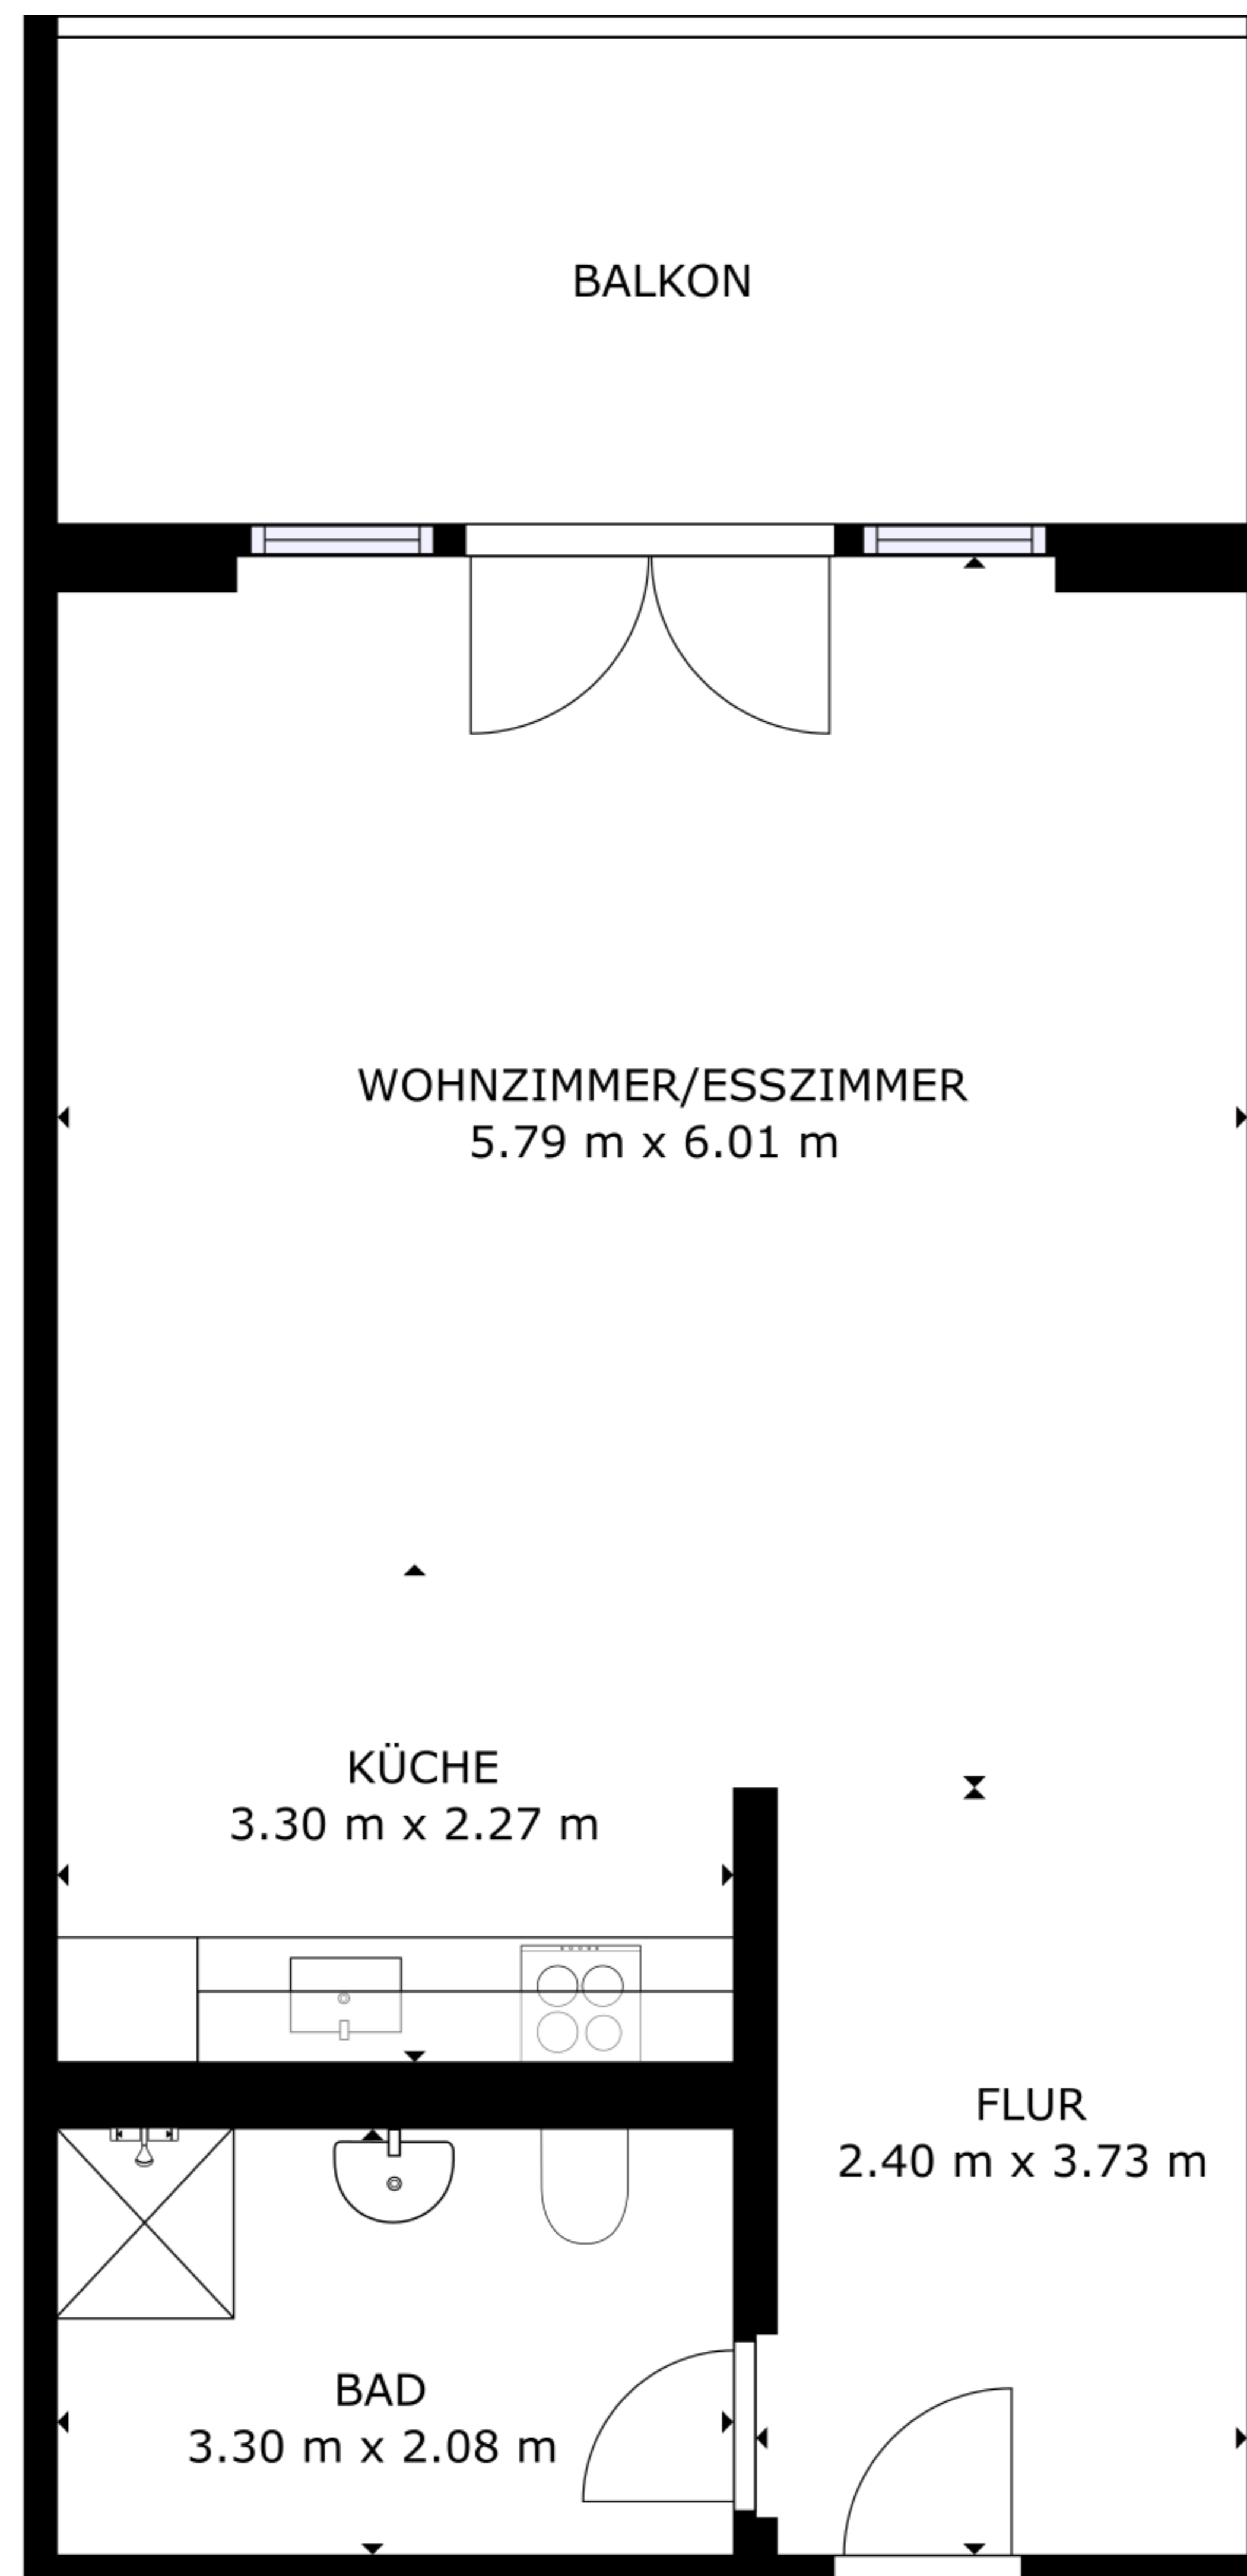 BALKON
WOHNZIMMER/ESSZIMMER
5.79 m x 6.01 m
KÜCHE
3.30 m x 2.27 m
FLUR
2.40 m x 3.73 m
BAD
3.30 m x 2.08 m